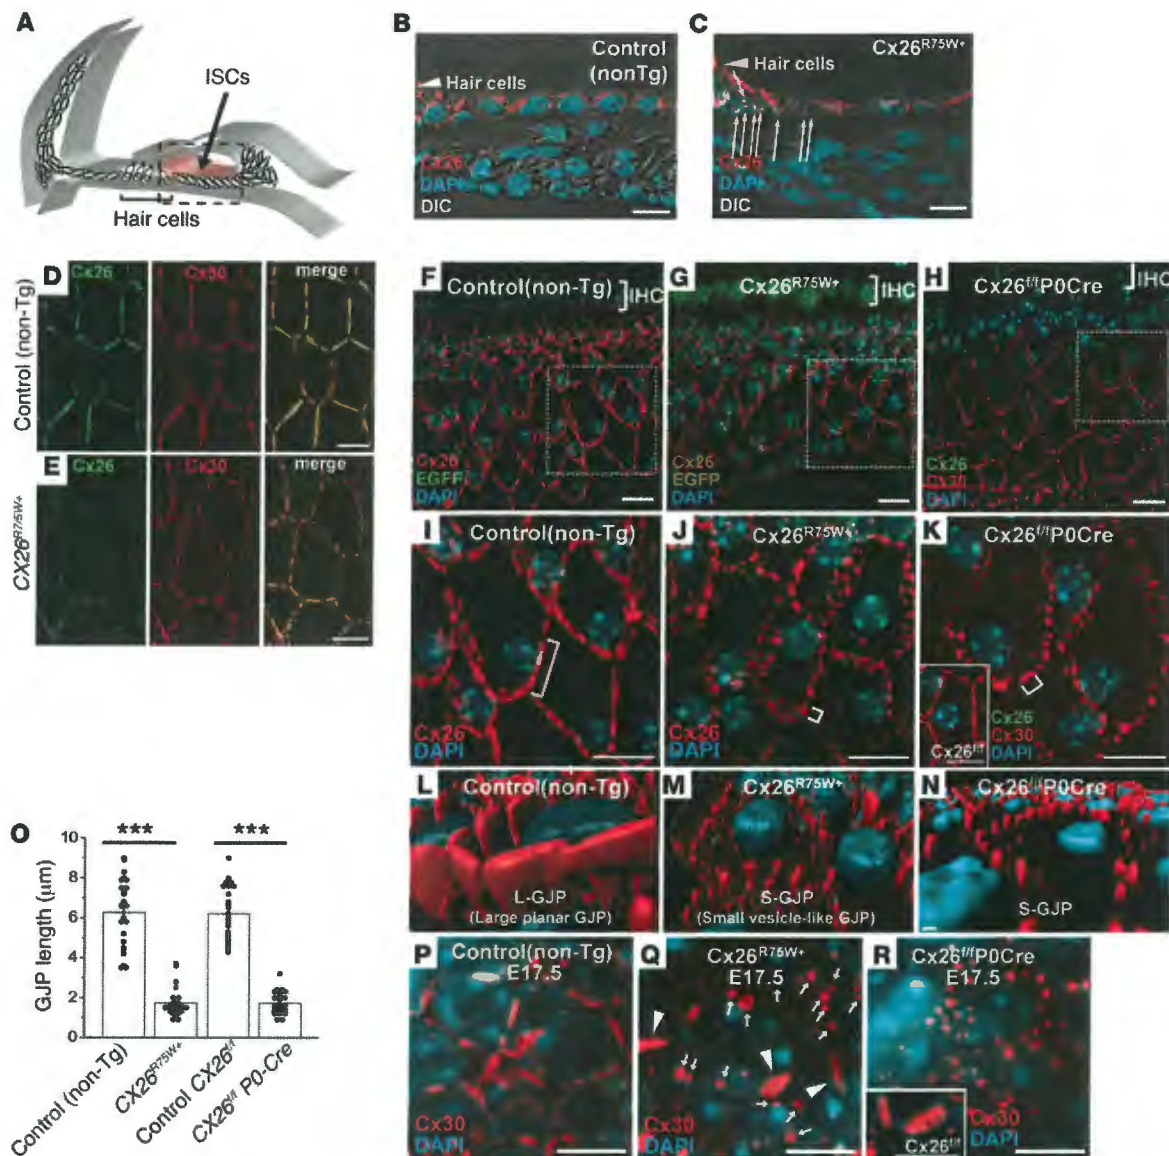 A
ISCs
Hair cells
B
Control
(nonTg)
Hair cells
Cx26
DAPI
DIC
C
Cx26R75W+
Hair cells
Cx26
DAPI
DIC
D
Control (non-Tg)
Cx26
Cx30
merge
E
CX26R75W+
Cx26
Cx30
merge
F
Control(non-Tg)
IHC
Cx26
EGFP
DAPI
G
Cx26R75W+
IHC
Cx26
EGFP
DAPI
H
Cx26f/fP0Cre
IHC
Cx26
Cx30
DAPI
I
Control(non-Tg)
Cx26
DAPI
J
Cx26R75W+
Cx26
DAPI
K
Cx26f/fP0Cre
Cx26
Cx30
DAPI
Cx26f/f
L
Control(non-Tg)
L-GJP
(Large planar GJP)
M
Cx26R75W+
S-GJP
(Small vesicle-like GJP)
N
Cx26f/fP0Cre
S-GJP
O
GJP length (μm)
10
8
6
4
2
0
***
***
Control (non-Tg)
CX26R75W+
Control CX26f/f
CX26f/f P0-Cre
P
Control(non-Tg)
E17.5
Cx30
DAPI
Q
Cx26R75W+
E17.5
Cx30
DAPI
R
Cx26f/fP0Cre
E17.5
Cx30
DAPI
Cx26f/f